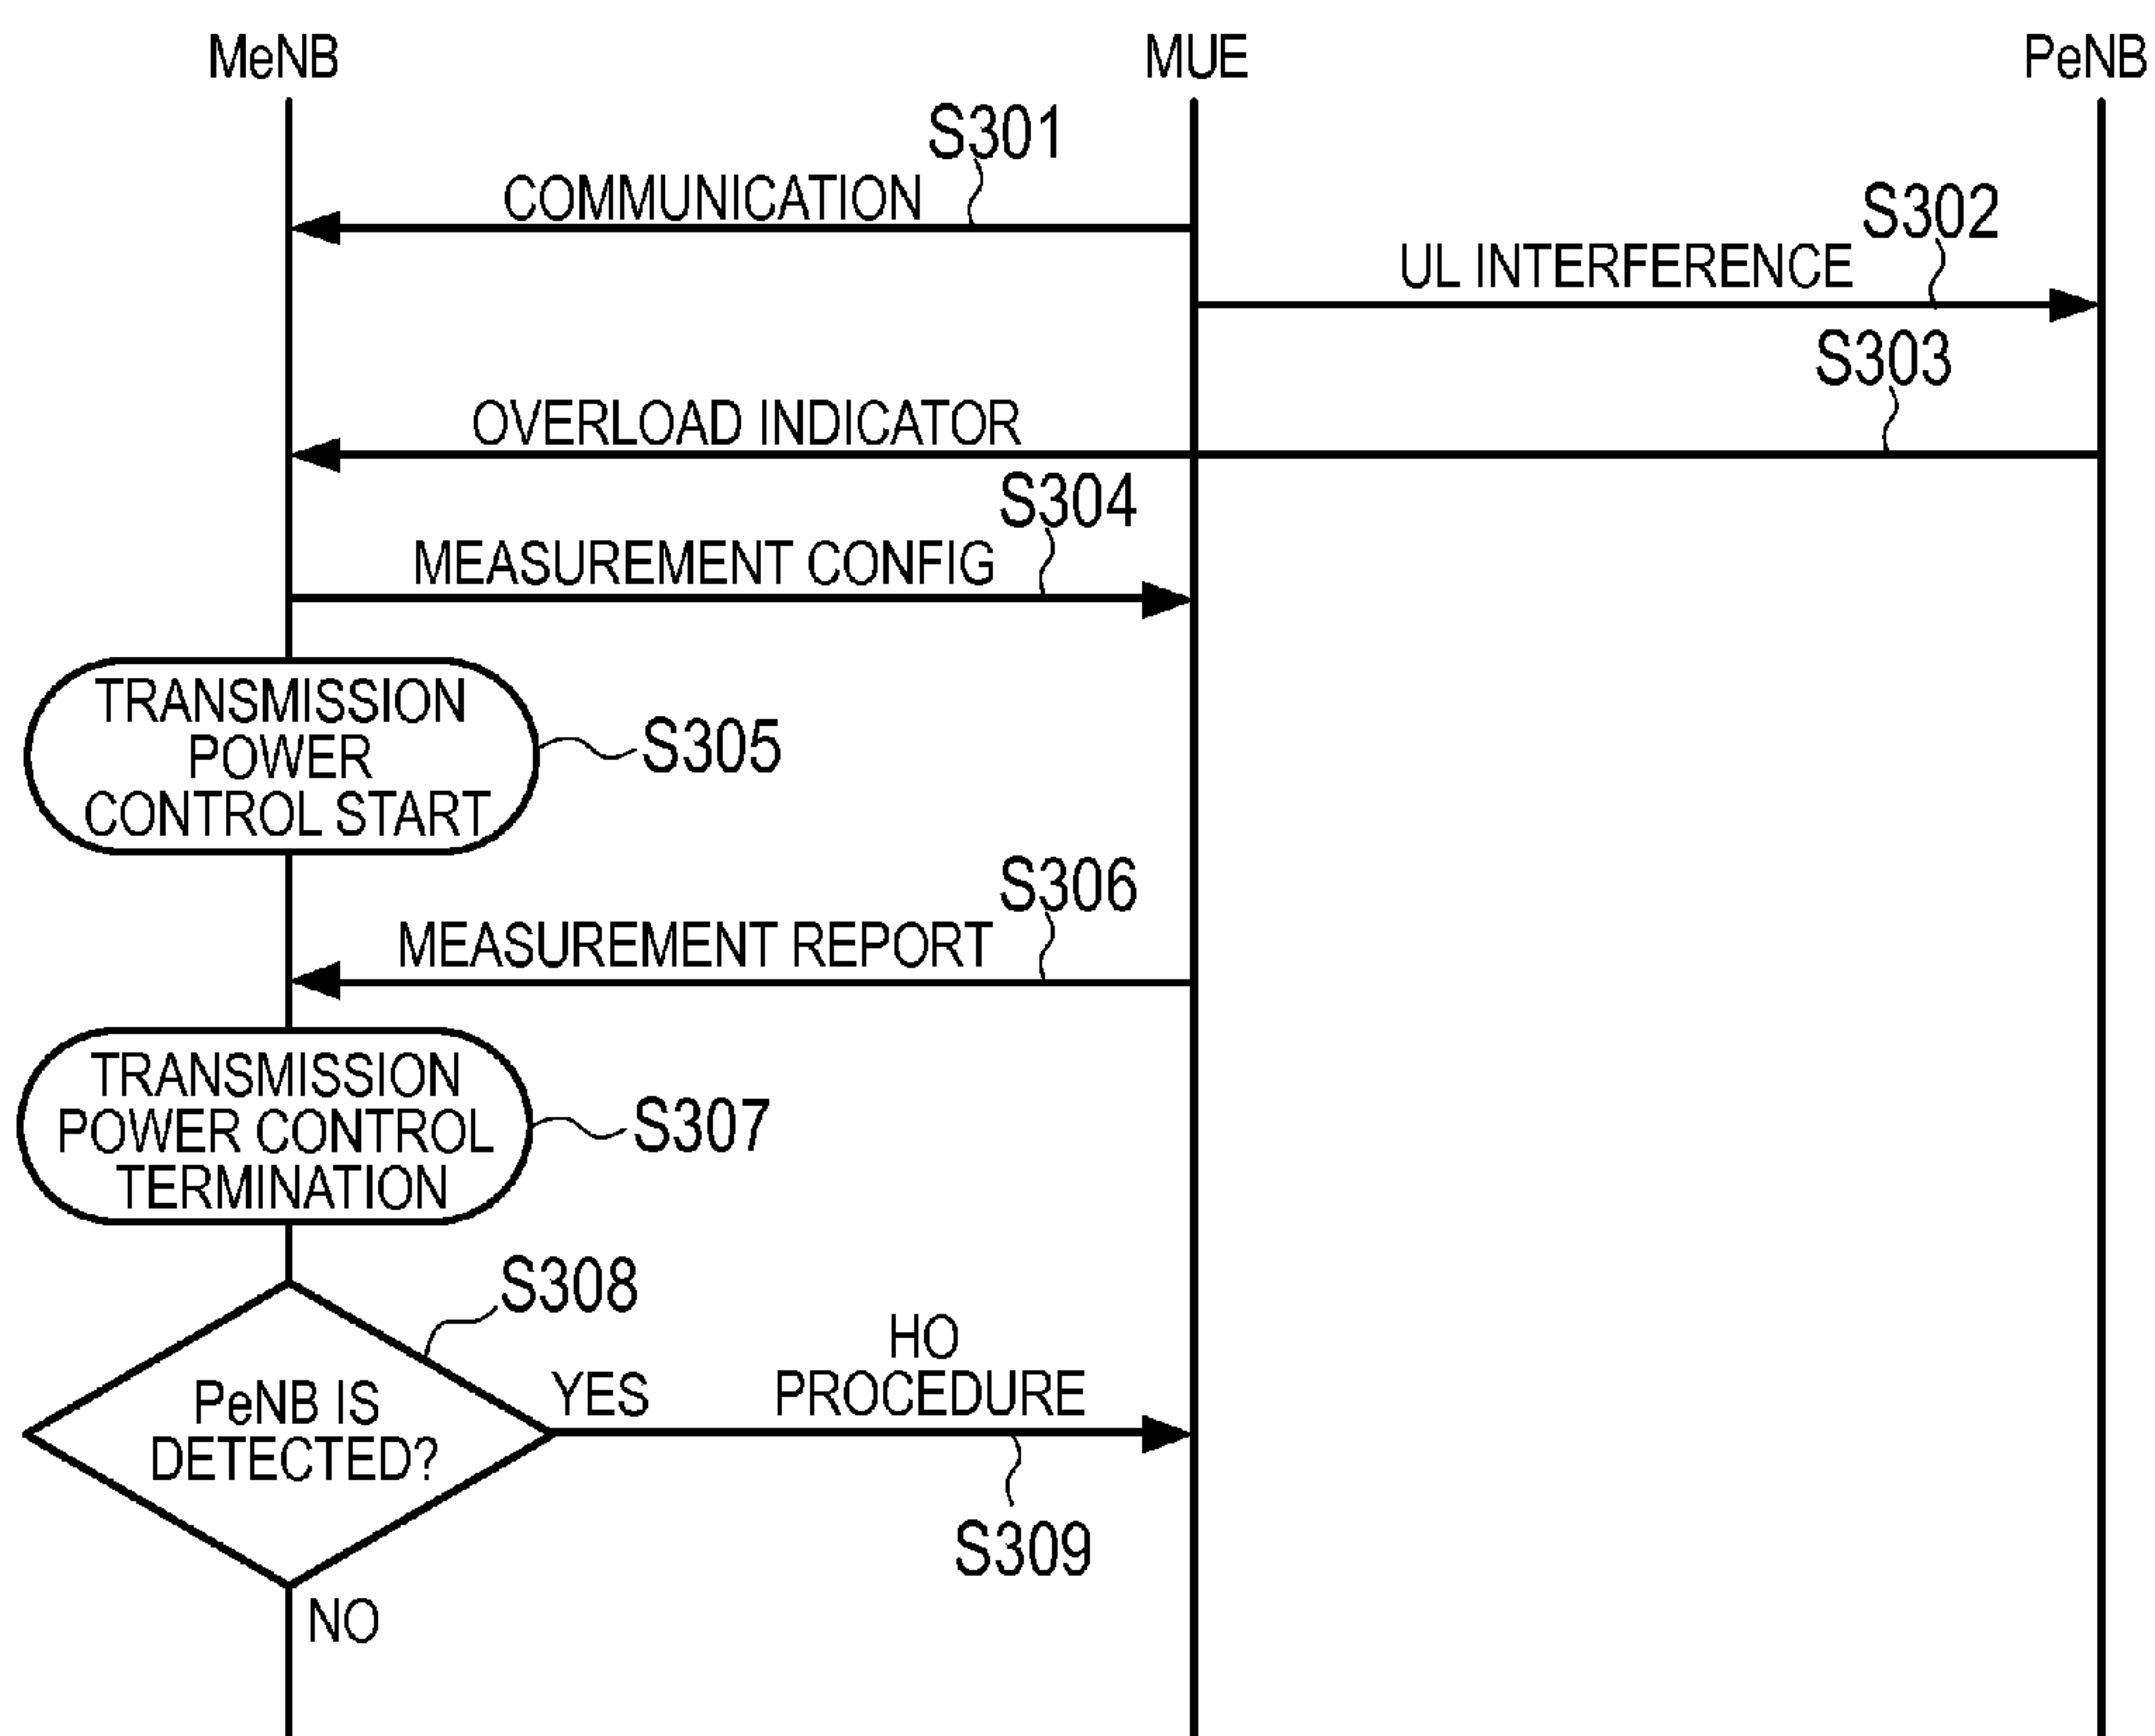 MeNB
MUE
PeNB
S301
COMMUNICATION
S302
UL INTERFERENCE
S303
OVERLOAD INDICATOR
S304
MEASUREMENT CONFIG
TRANSMISSION
POWER
CONTROL START
S305
S306
MEASUREMENT REPORT
TRANSMISSION
POWER CONTROL
TERMINATION
S307
S308
PeNB IS
DETECTED?
YES
HO
PROCEDURE
S309
NO